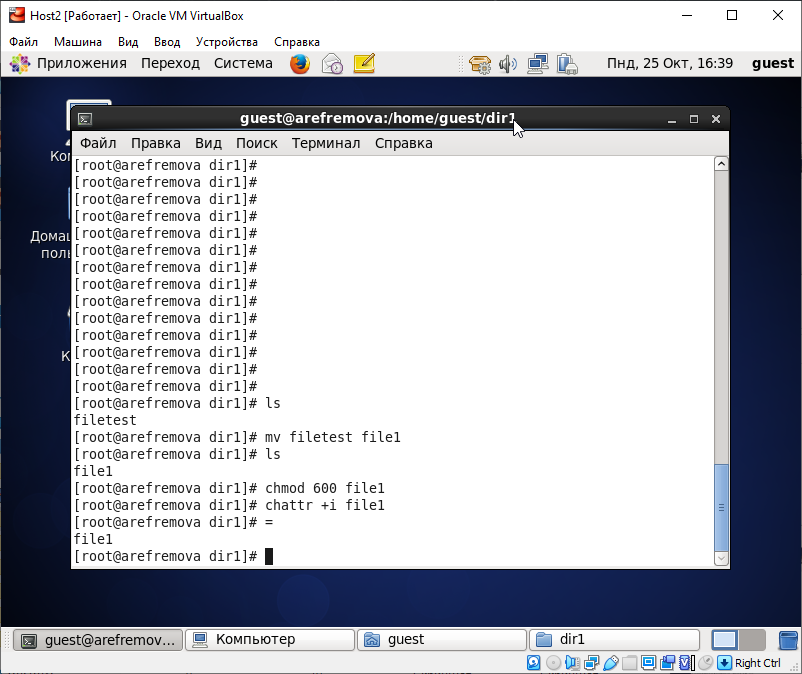 Host2 [Работает] - Oracle VM VirtualBox
Файл Машина Вид Ввод Устройства Справка
Приложения Переход Система Пнд, 25 Окт, 16:39 guest
guest@arefremova:/home/guest/dir1
Файл Правка Вид Поиск Терминал Справка
[root@arefremova dir1]#
[root@arefremova dir1]#
[root@arefremova dir1]#
[root@arefremova dir1]#
[root@arefremova dir1]#
[root@arefremova dir1]#
[root@arefremova dir1]#
[root@arefremova dir1]#
[root@arefremova dir1]#
[root@arefremova dir1]#
[root@arefremova dir1]#
[root@arefremova dir1]#
[root@arefremova dir1]#
[root@arefremova dir1]#
[root@arefremova dir1]# ls
filetest
[root@arefremova dir1]# mv filetest file1
[root@arefremova dir1]# ls
file1
[root@arefremova dir1]# chmod 600 file1
[root@arefremova dir1]# chattr +i file1
[root@arefremova dir1]# =
file1
[root@arefremova dir1]#
guest@arefremov... Компьютер guest dir1
Right Ctrl